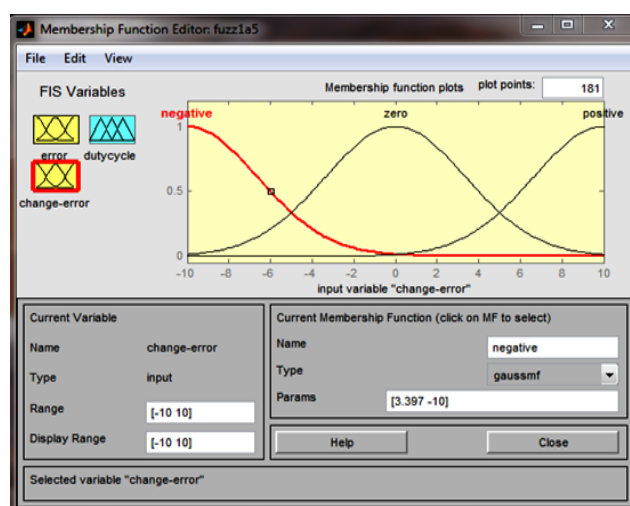 Membership Function Editor: fuzz1a5
File Edit View
FIS Variables
Membership function plots plot points: 181
error dutycycle
change-error
negative zero positive
1
0.5
0
-10 -8 -6 -4 -2 0 2 4 6 8 10
input variable "change-error"
Current Variable
Name change-error
Type input
Range [-10 10]
Display Range [-10 10]
Current Membership Function (click on MF to select)
Name negative
Type gaussmf
Params [3.397 -10]
Help Close
Selected variable "change-error"